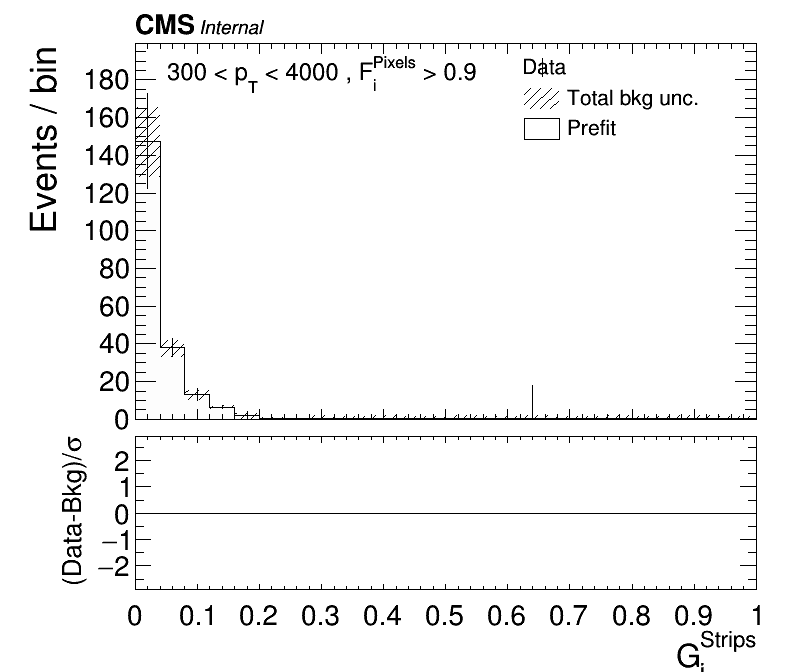 CMS Internal
300 < p_T < 4000 , F_i^Pixels > 0.9
Data
Total bkg unc.
Prefit
Events / bin
180
160
140
120
100
80
60
40
20
0
(Data-Bkg)/σ
2
1
0
−1
−2
0 0.1 0.2 0.3 0.4 0.5 0.6 0.7 0.8 0.9 1
G_i^Strips